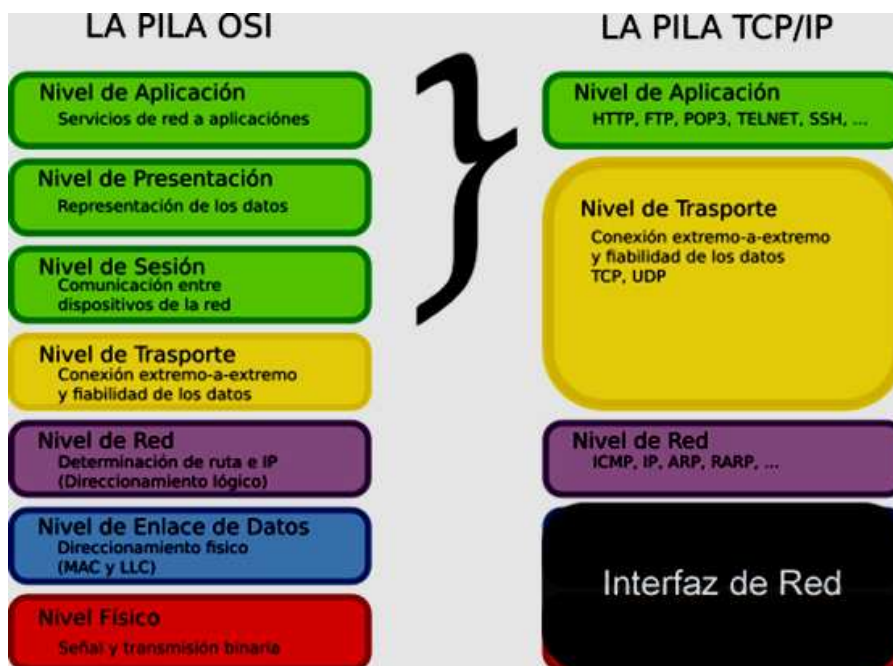 LA PILA OSI
Nivel de Aplicación
Servicios de red a aplicaciónes
Nivel de Presentación
Representación de los datos
Nivel de Sesión
Comunicación entre
dispositivos de la red
Nivel de Trasporte
Conexión extremo-a-extremo
y fiabilidad de los datos
Nivel de Red
Determinación de ruta e IP
(Direccionamiento lógico)
Nivel de Enlace de Datos
Direccionamiento fisico
(MAC y LLC)
Nivel Físico
Señal y transmisión binaria
LA PILA TCP/IP
Nivel de Aplicación
HTTP, FTP, POP3, TELNET, SSH, ...
Nivel de Trasporte
Conexión extremo-a-extremo
y fiabilidad de los datos
TCP, UDP
Nivel de Red
ICMP, IP, ARP, RARP, ...
Interfaz de Red